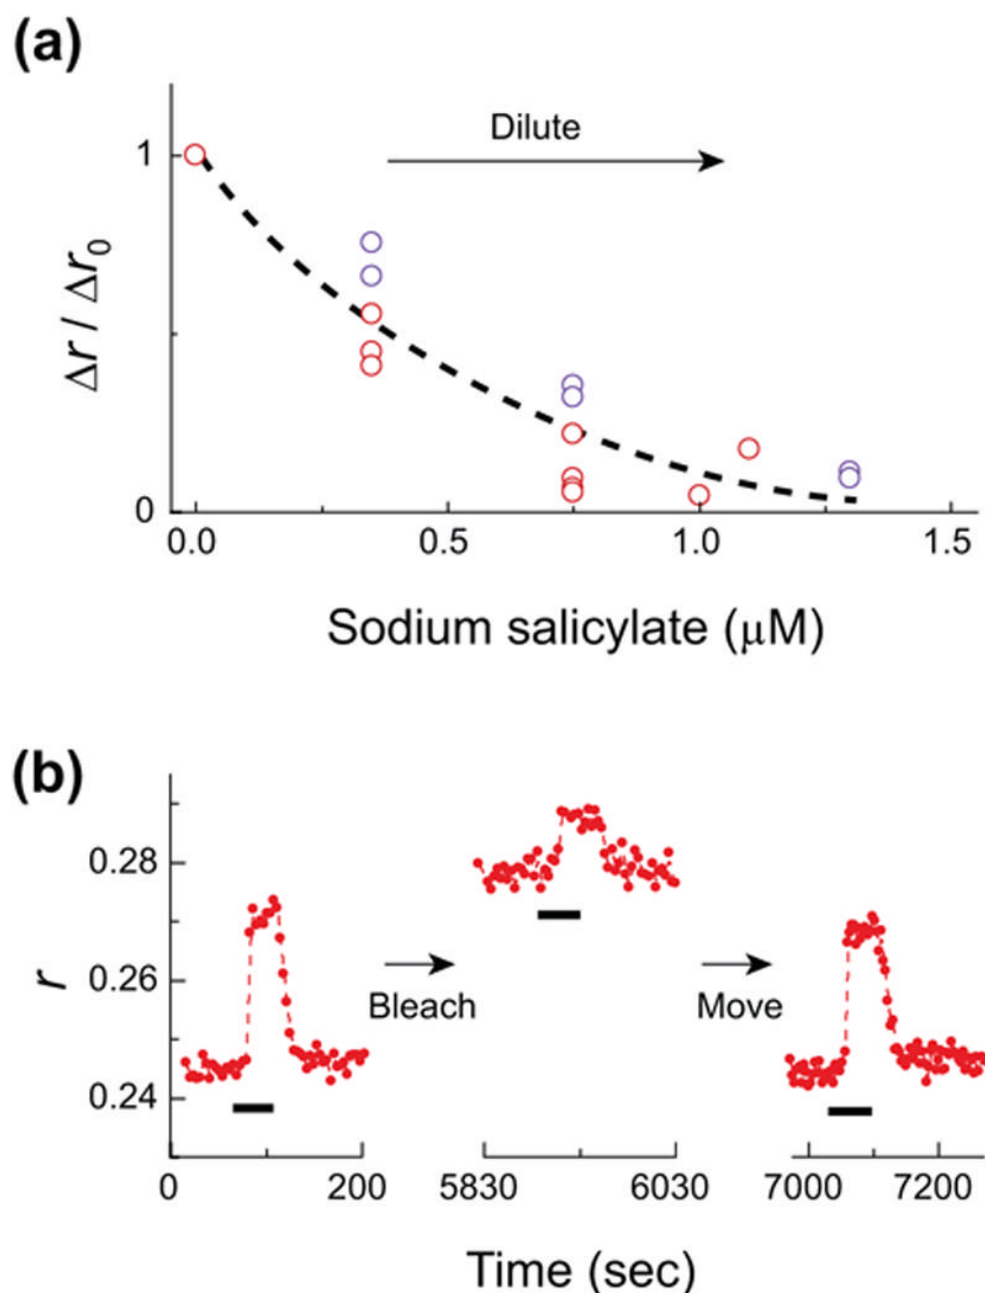 (a)
Dilute
1
Δr / Δr₀
0
0.0 0.5 1.0 1.5
Sodium salicylate (μM)
(b)
0.28
r
0.26
Bleach Move
0.24
0 200 5830 6030 7000 7200
Time (sec)